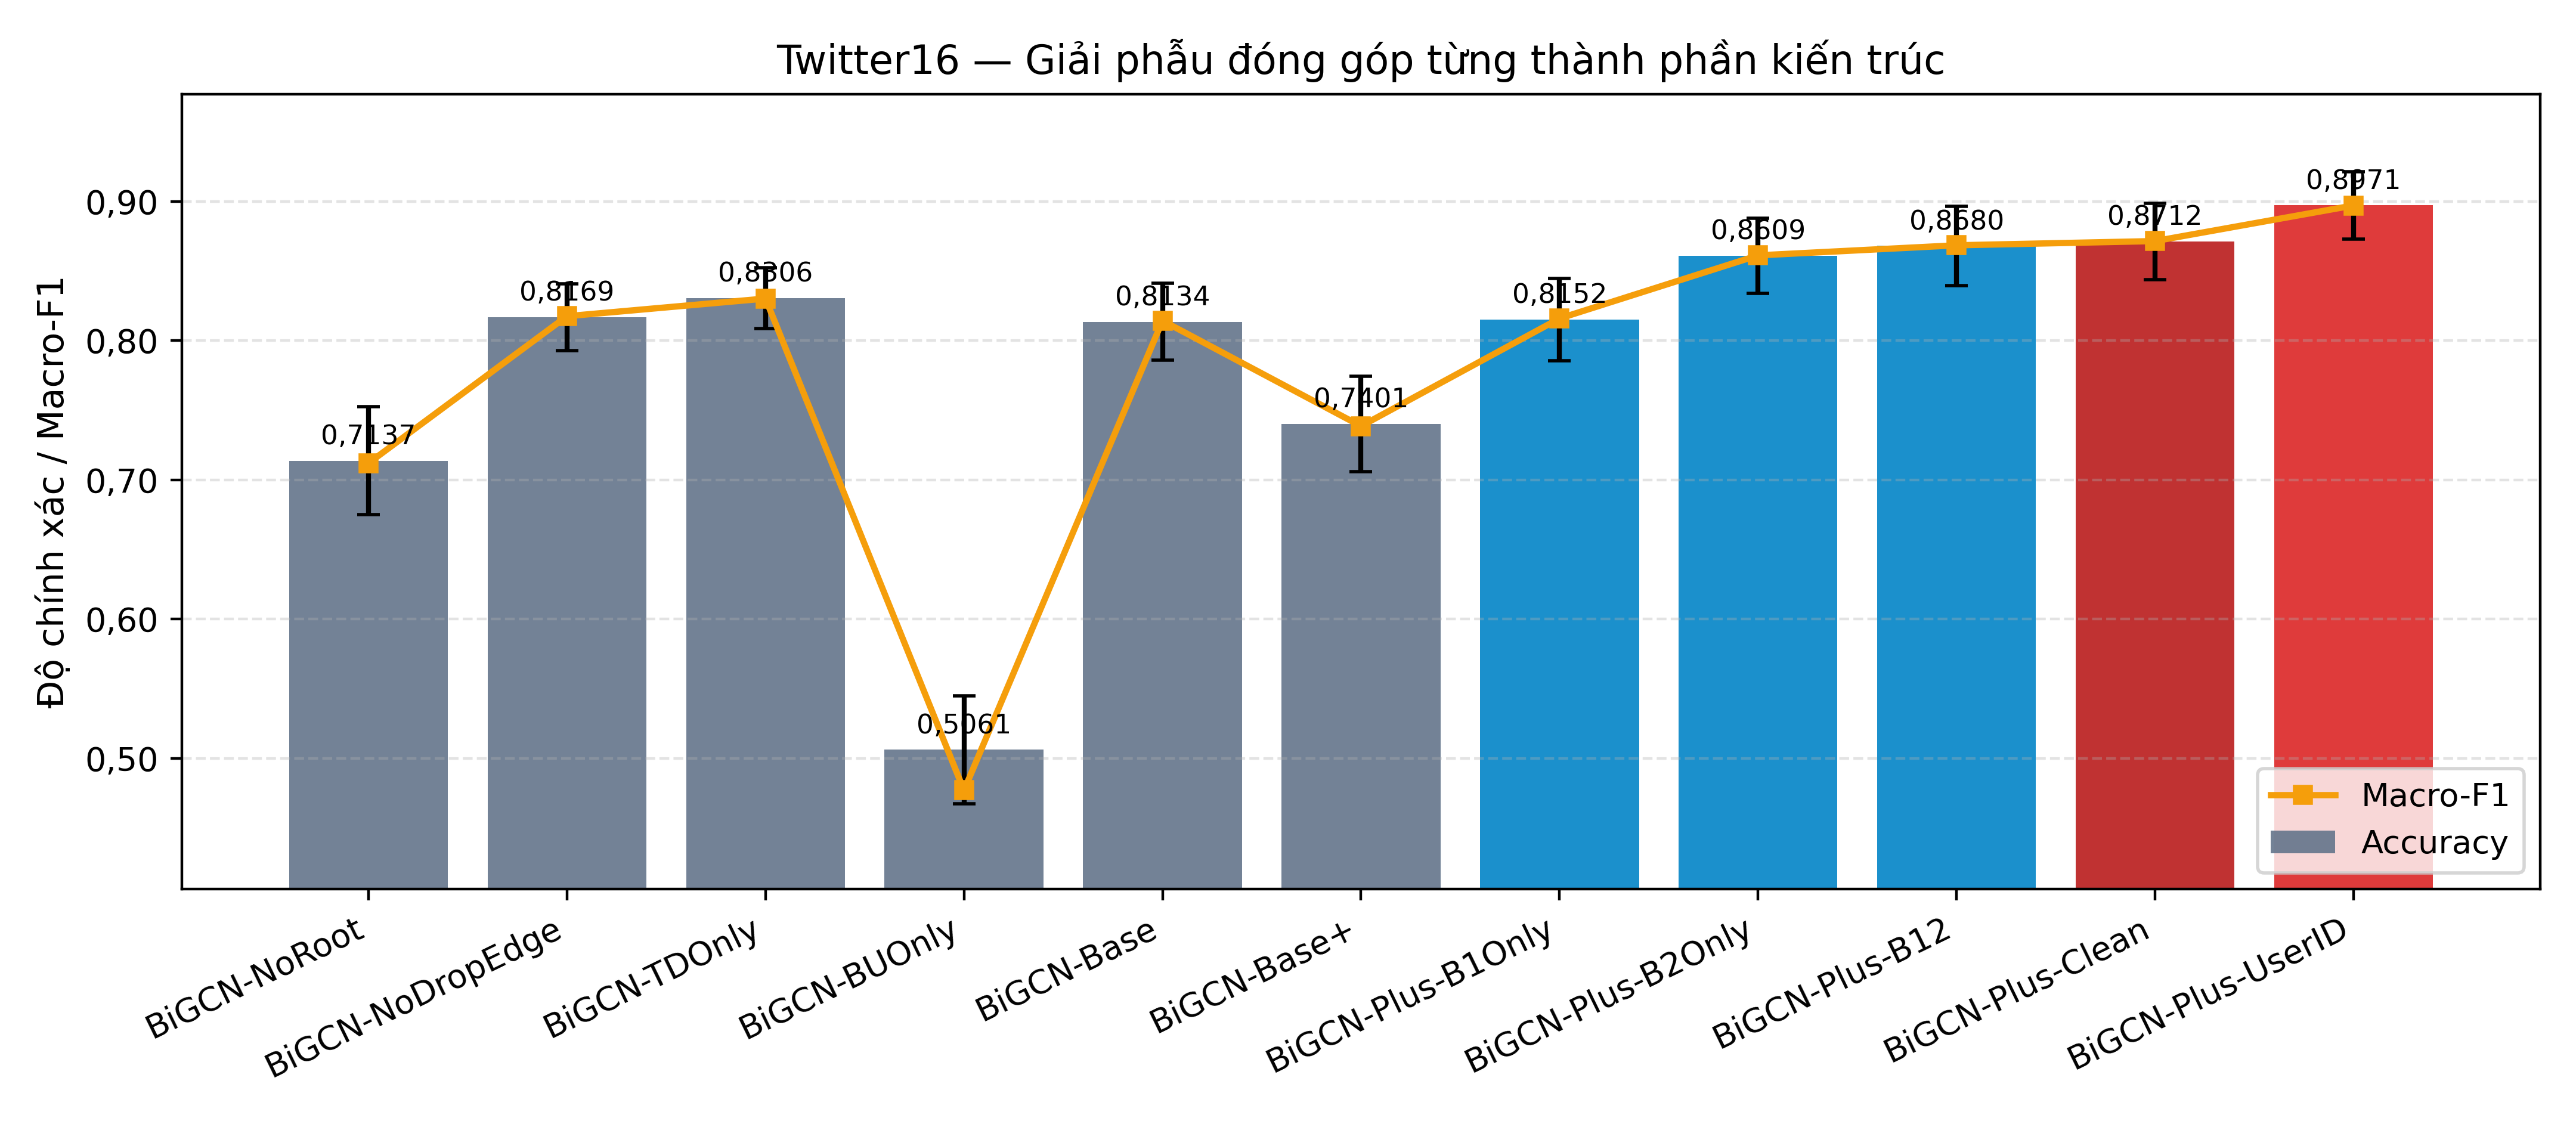 Twitter16 — Giải phẫu đóng góp từng thành phần kiến trúc
Độ chính xác / Macro-F1
0,90
0,80
0,70
0,60
0,50
0,7137
0,8169
0,8306
0,5061
0,8134
0,7401
0,8152
0,8609
0,8680
0,8712
0,8971
Macro-F1
Accuracy
BiGCN-NoRoot
BiGCN-NoDropEdge
BiGCN-TDOnly
BiGCN-BUOnly
BiGCN-Base
BiGCN-Base+
BiGCN-Plus-B1Only
BiGCN-Plus-B2Only
BiGCN-Plus-B12
BiGCN-Plus-Clean
BiGCN-Plus-UserID